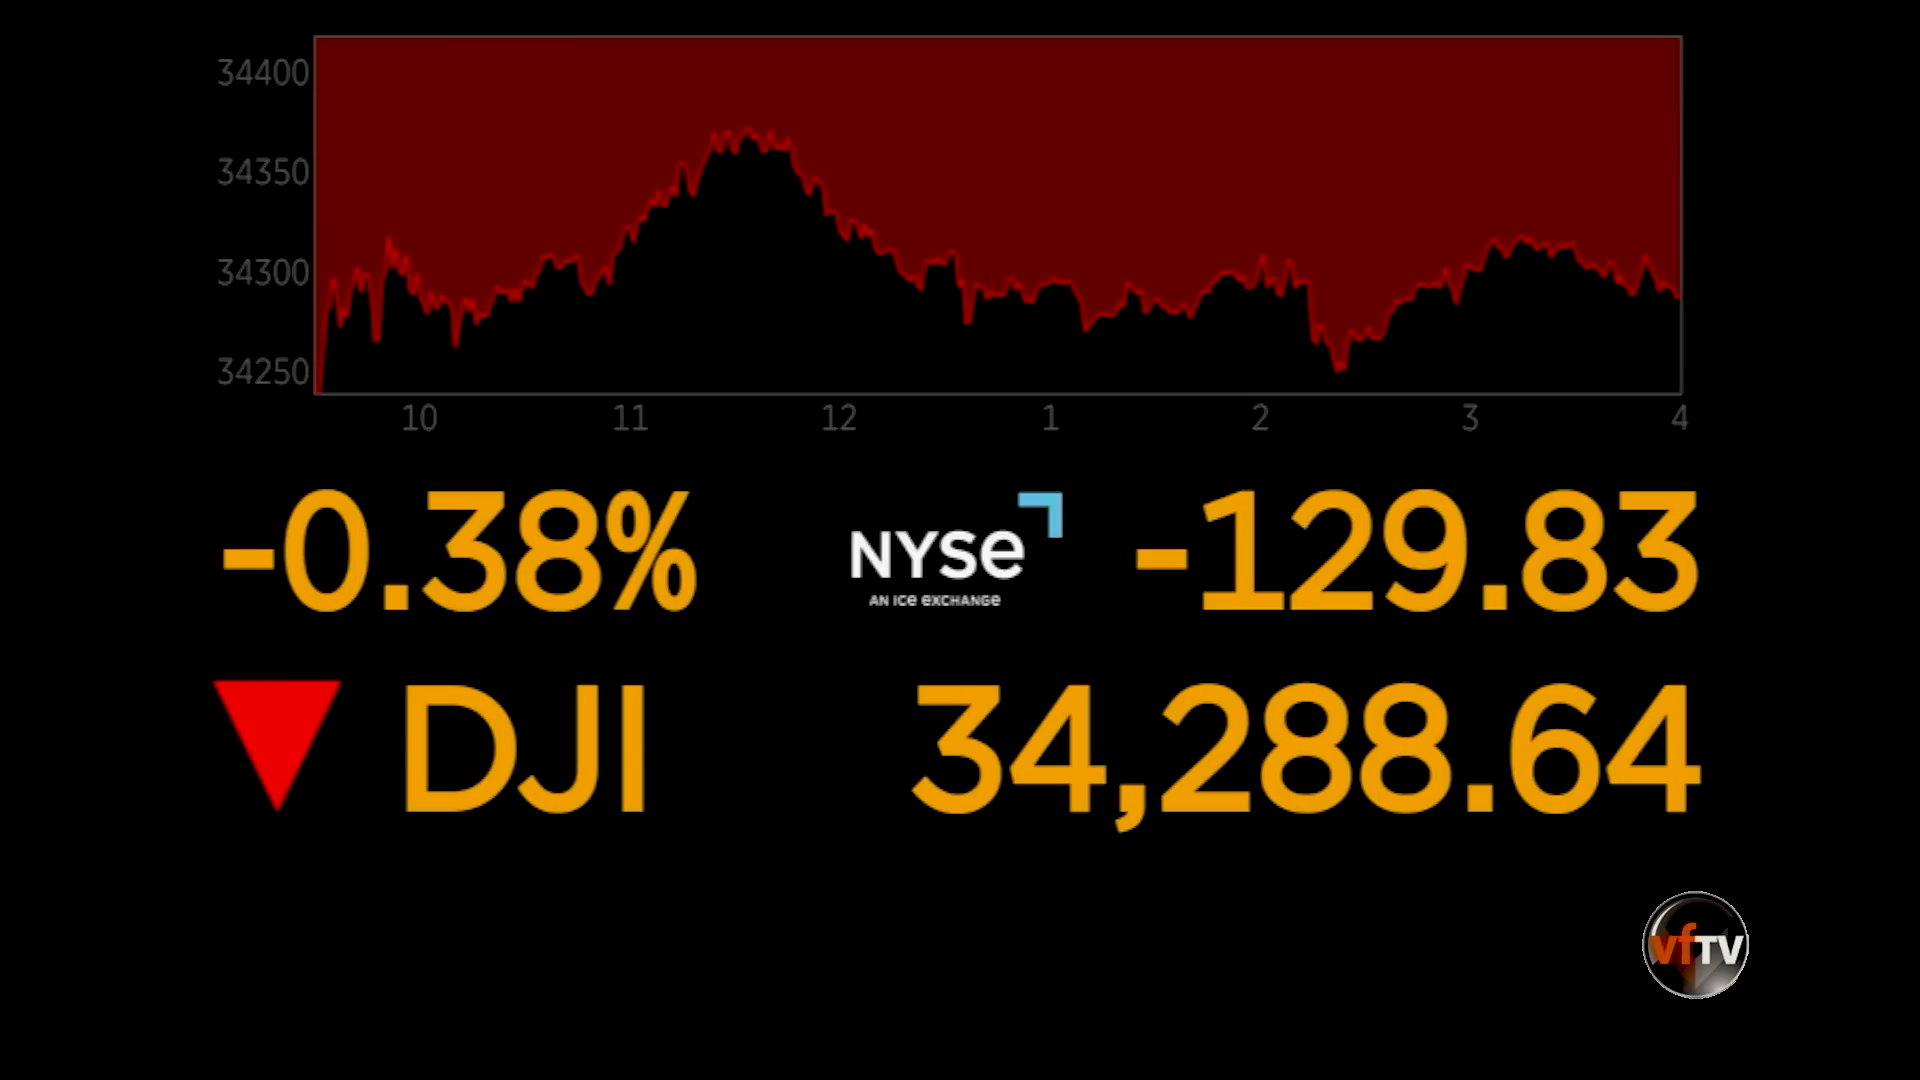 34400
34350
34300
34250
10 11 12 1 2 3 4
-0.38% NYSE -129.83
AN ICE EXCHANGE
DJI 34,288.64
vfTV